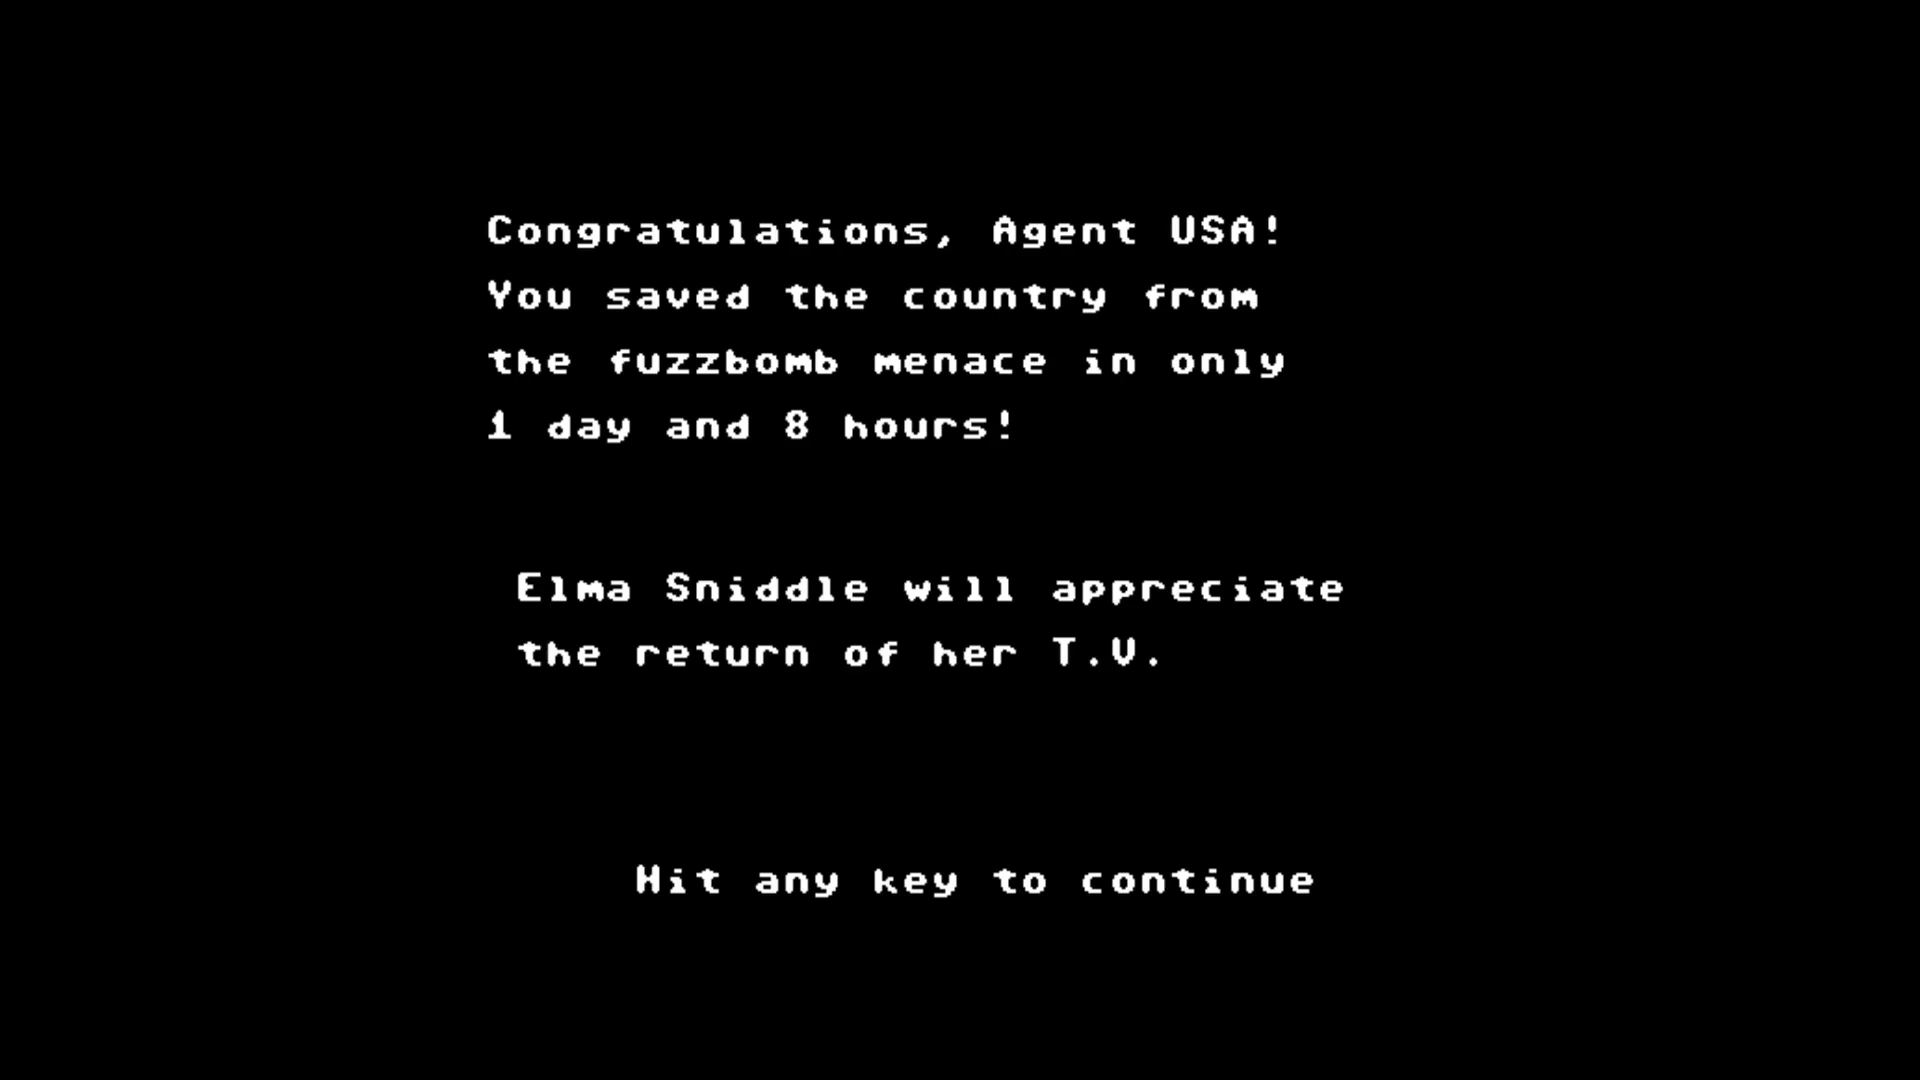 Congratulations, Agent USA!
You saved the country from
the fuzzbomb menace in only
1 day and 8 hours!
Elma Sniddle will appreciate
the return of her T.V.
Hit any key to continue